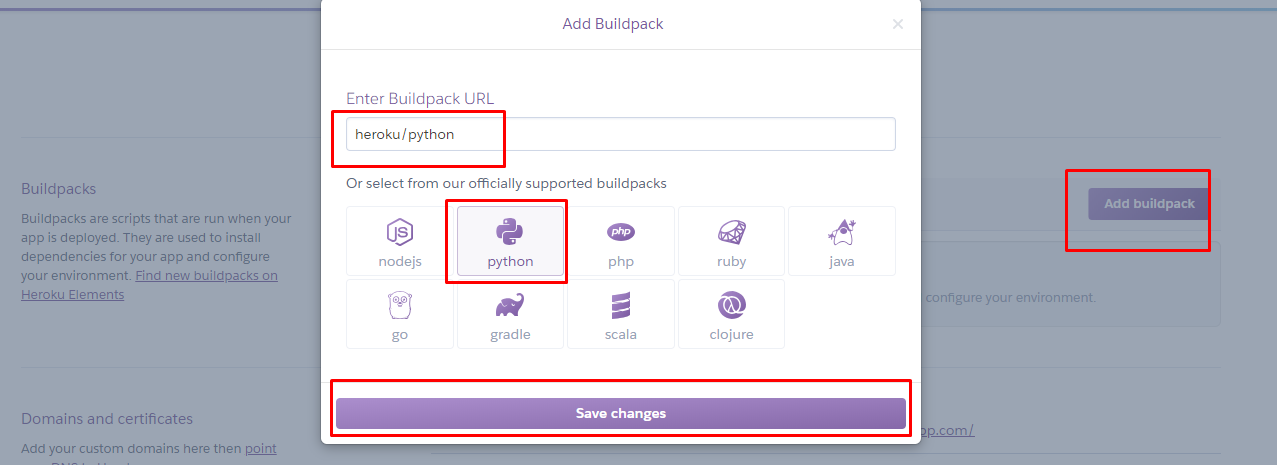 Add Buildpack
×
Enter Buildpack URL
heroku/python
Or select from our officially supported buildpacks
JS
php
nodejs
python
php
ruby
java
go
gradle
scala
clojure
Save changes
Buildpacks
Buildpacks are scripts that are run when your
app is deployed. They are used to install
dependencies for your app and configure
your environment. Find new buildpacks on
Heroku Elements
Add buildpack
configure your environment.
Domains and certificates
Add your custom domains here then point
pp.com/